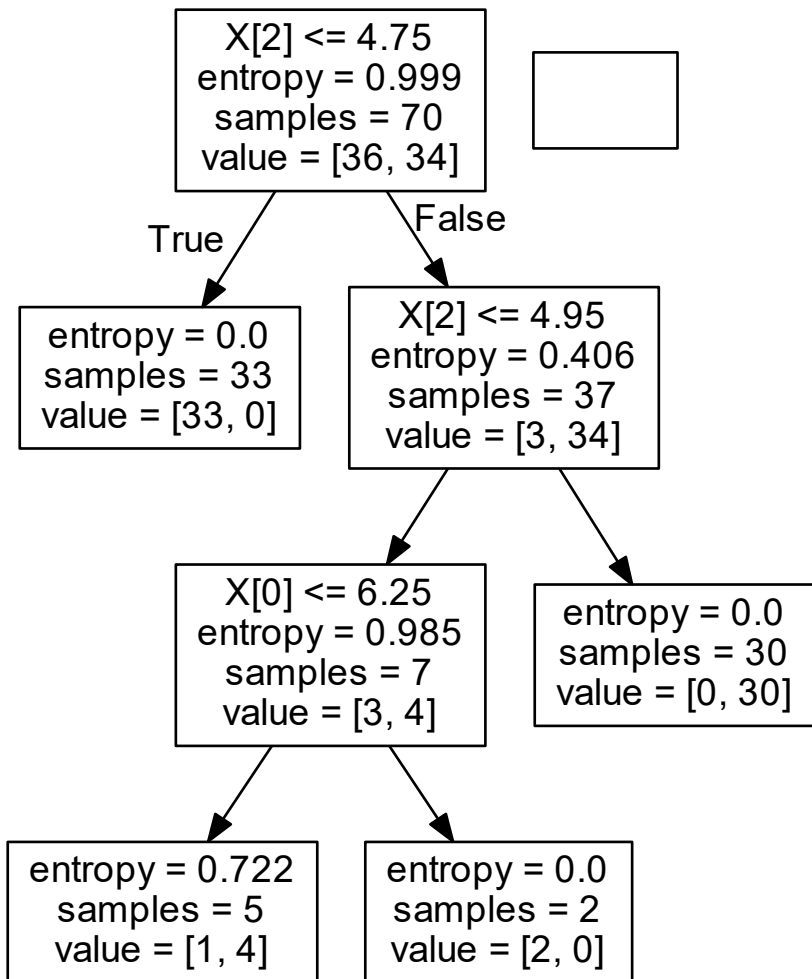 X[2] <= 4.75
entropy = 0.999
samples = 70
value = [36, 34]
True
False
entropy = 0.0
samples = 33
value = [33, 0]
X[2] <= 4.95
entropy = 0.406
samples = 37
value = [3, 34]
X[0] <= 6.25
entropy = 0.985
samples = 7
value = [3, 4]
entropy = 0.0
samples = 30
value = [0, 30]
entropy = 0.722
samples = 5
value = [1, 4]
entropy = 0.0
samples = 2
value = [2, 0]